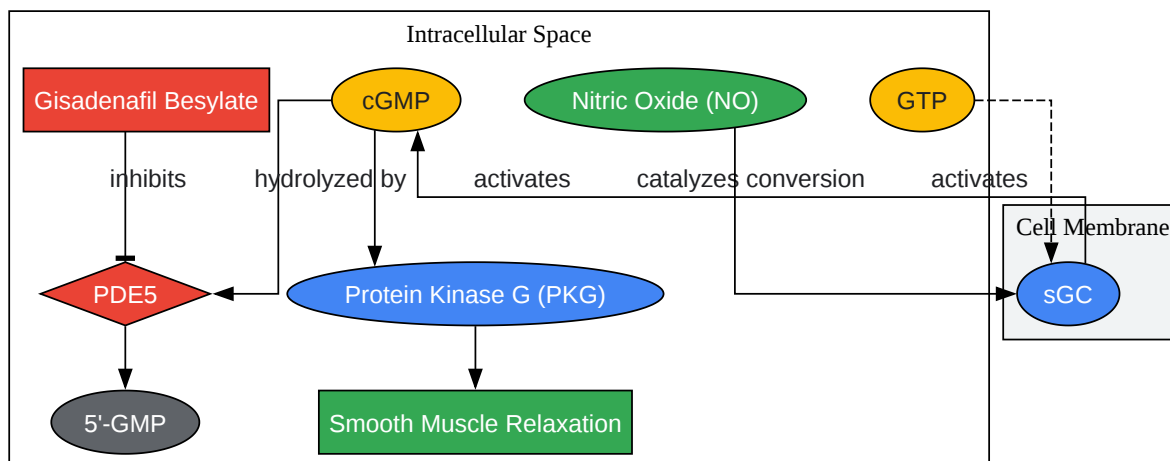 Intracellular Space
Gisadenafil Besylate
cGMP
Nitric Oxide (NO)
GTP
inhibits
hydrolyzed by
activates
catalyzes conversion
activates
Cell Membrane
PDE5
Protein Kinase G (PKG)
sGC
5'-GMP
Smooth Muscle Relaxation